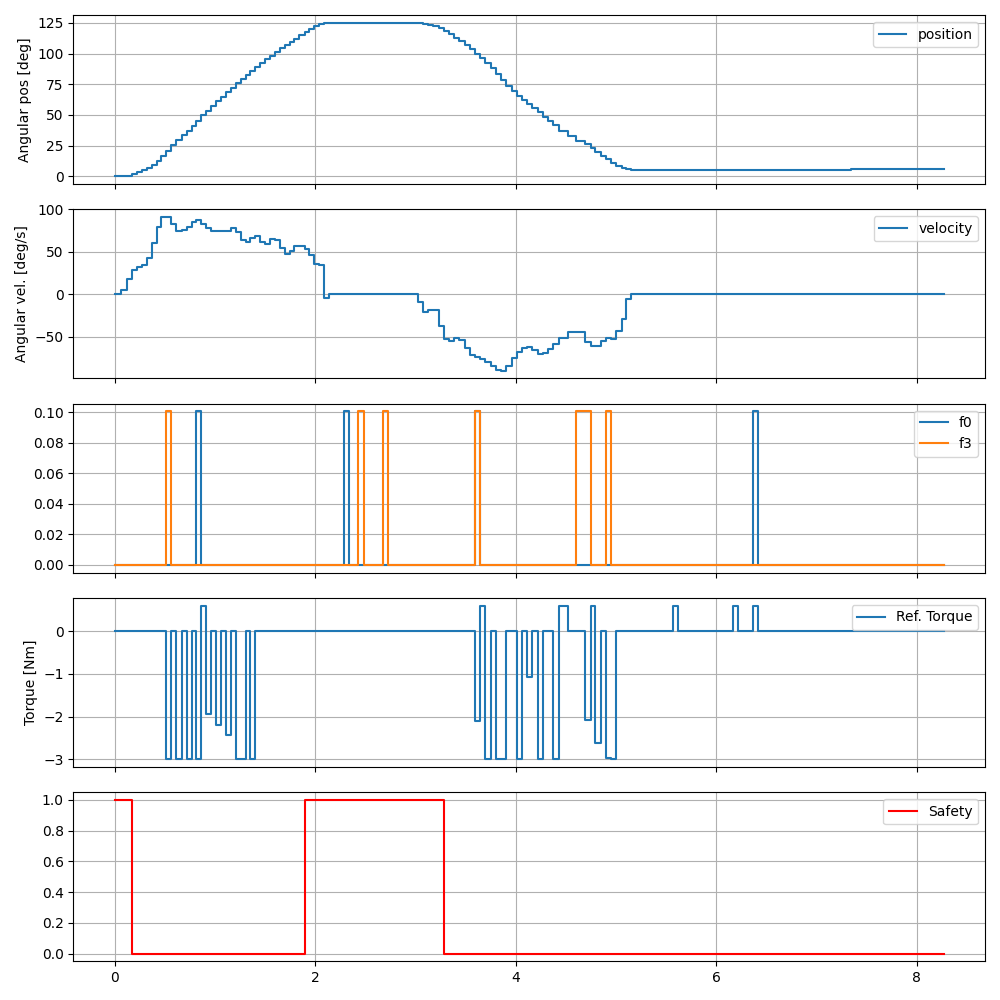 Angular pos [deg]
125
100
75
50
25
0
position
Angular vel. [deg/s]
100
50
0
−50
velocity
0.10
0.08
0.06
0.04
0.02
0.00
f0
f3
Torque [Nm]
0
−1
−2
−3
Ref. Torque
1.0
0.8
0.6
0.4
0.2
0.0
Safety
0 2 4 6 8